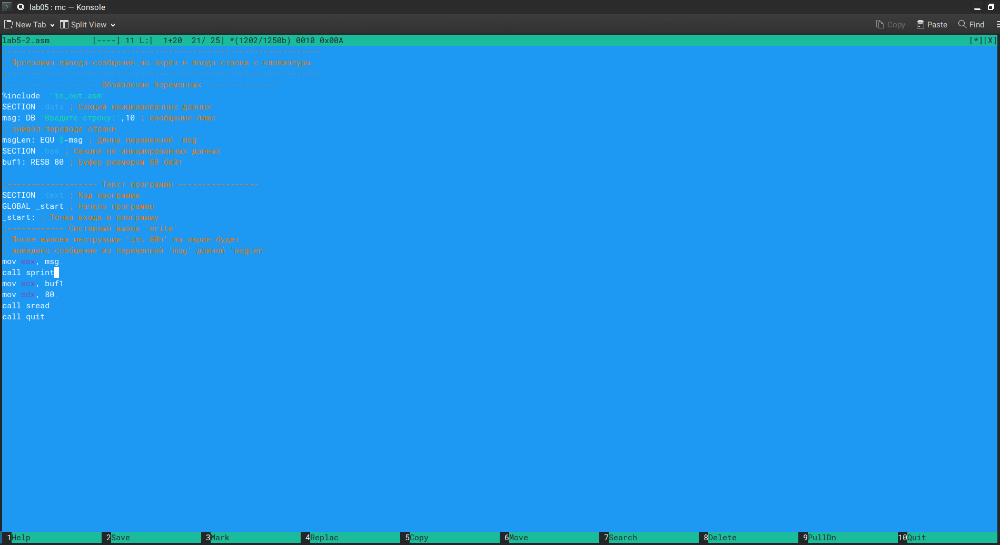 lab05 : mc — Konsole
New Tab Split View Copy Paste Find
lab5-2.asm [----] 11 L:[ 1+20 21/ 25] *(1202/1250b) 0010 0x00A [*][X]
;------------------------------------------------------------------
; Программа вывода сообщения на экран и ввода строки с клавиатуры
;------------------------------------------------------------------
;------------------- Объявление переменных ----------------
%include 'in_out.asm'
SECTION .data ; Секция инициированных данных
msg: DB 'Введите строку:',10 ; сообщение плюс
; символ перевода строки
msgLen: EQU $-msg ; Длина переменной 'msg'
SECTION .bss ; Секция не инициированных данных
buf1: RESB 80 ; Буфер размером 80 байт
;------------------- Текст программы -----------------
SECTION .text ; Код программы
GLOBAL _start ; Начало программы
_start: ; Точка входа в программу
;------------ Системный вызов `write`
; После вызова инструкции 'int 80h' на экран будет
; выведено сообщение из переменной 'msg' длиной 'msgLen'
mov eax, msg
call sprint
mov ecx, buf1
mov edx, 80
call sread
call quit
1Help 2Save 3Mark 4Replac 5Copy 6Move 7Search 8Delete 9PullDn 10Quit